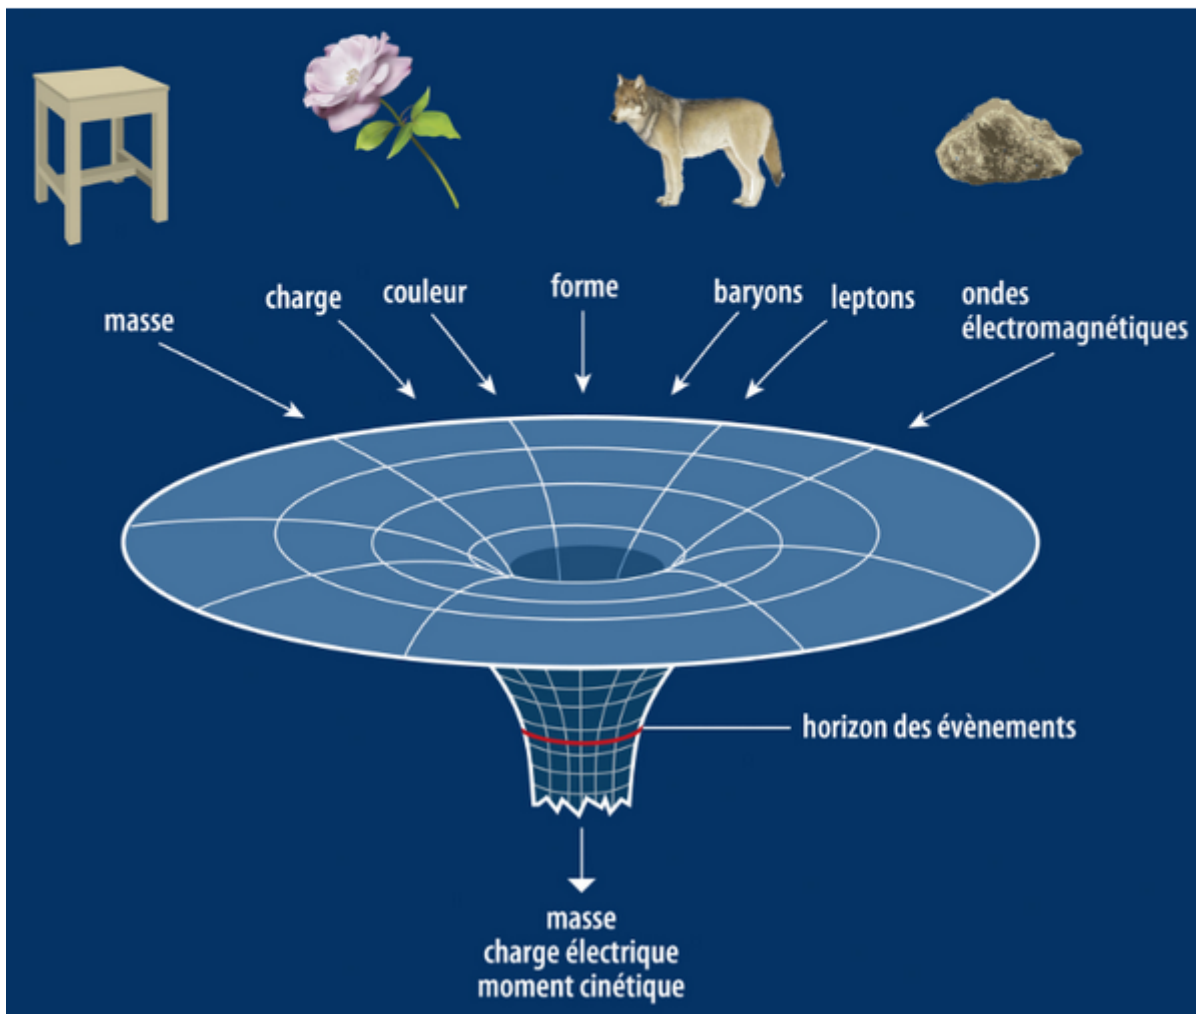 masse
charge
couleur
forme
baryons
leptons
ondes
électromagnétiques
horizon des évènements
masse
charge électrique
moment cinétique